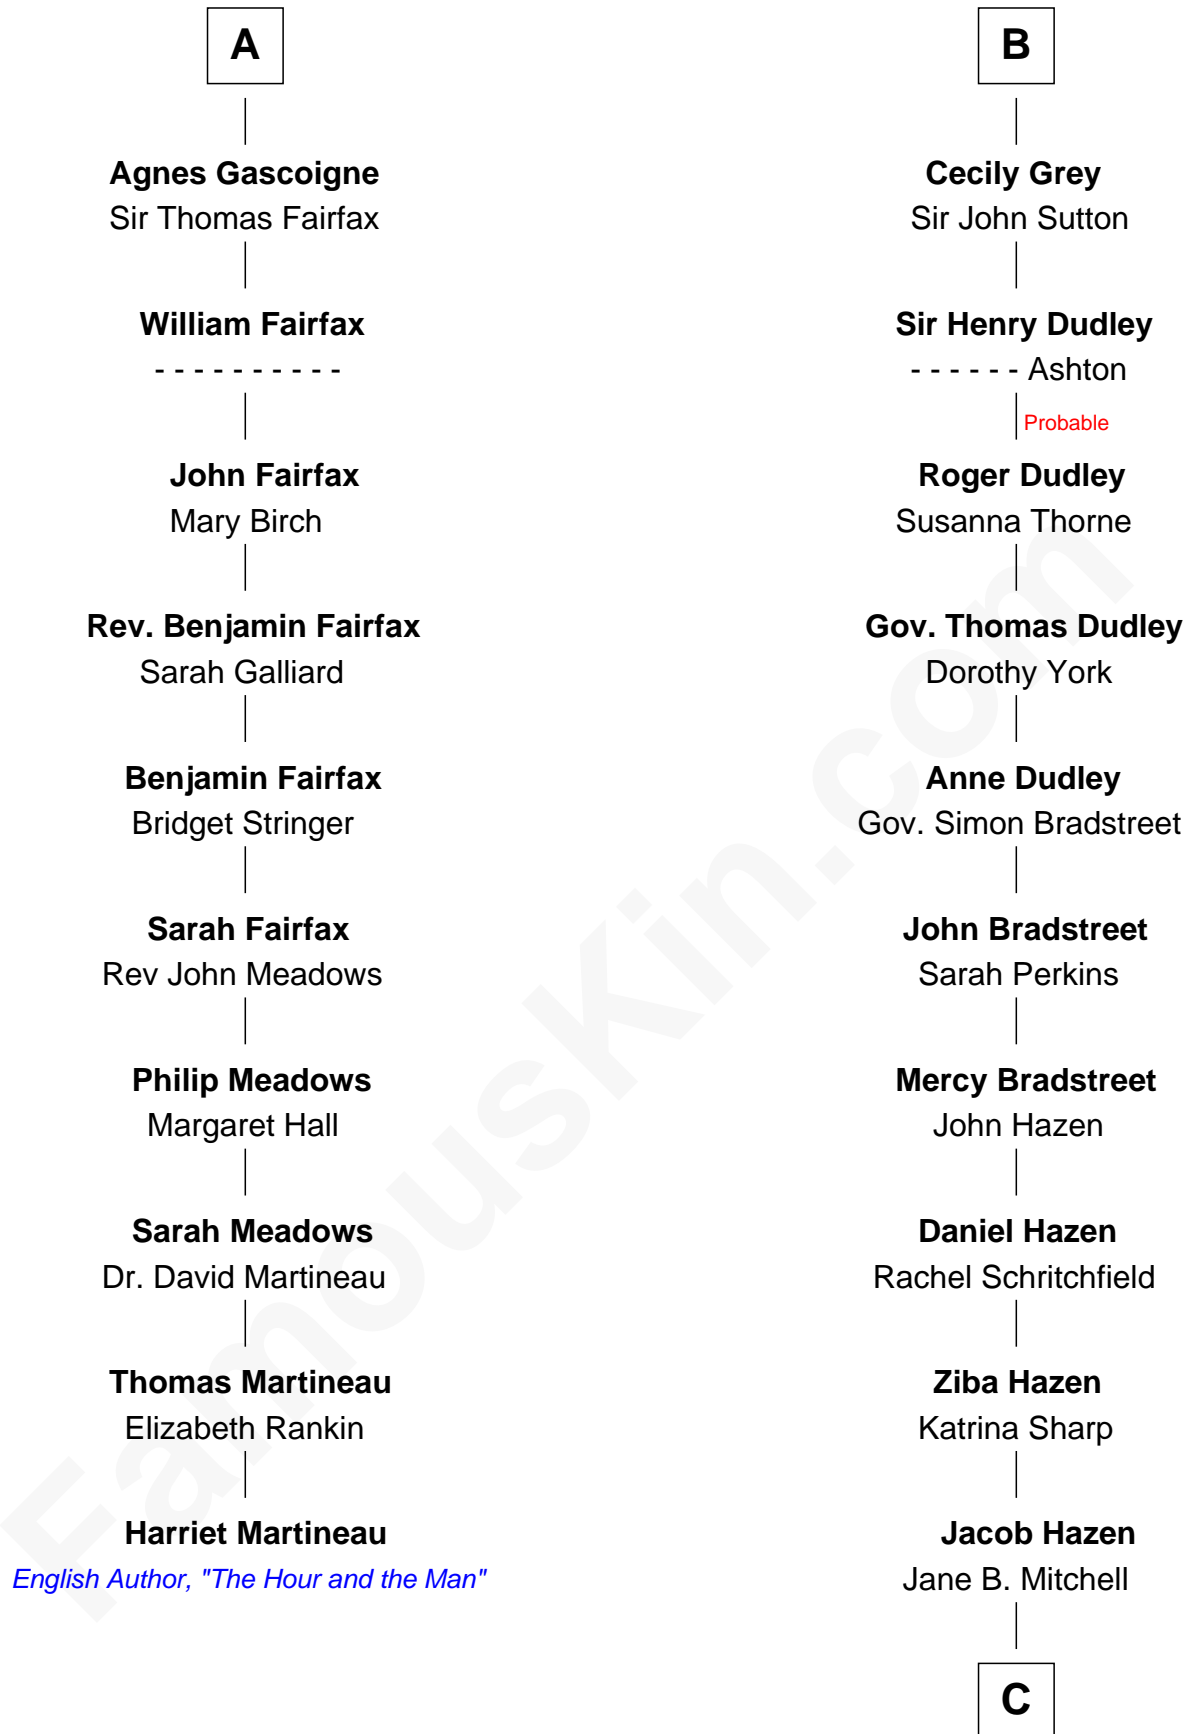 A
Agnes Gascoigne
Sir Thomas Fairfax
William Fairfax
- - - - - - - - - -
John Fairfax
Mary Birch
Rev. Benjamin Fairfax
Sarah Galliard
Benjamin Fairfax
Bridget Stringer
Sarah Fairfax
Rev John Meadows
Philip Meadows
Margaret Hall
Sarah Meadows
Dr. David Martineau
Thomas Martineau
Elizabeth Rankin
Harriet Martineau
English Author, "The Hour and the Man"
B
Cecily Grey
Sir John Sutton
Sir Henry Dudley
- - - - - - Ashton
Probable
Roger Dudley
Susanna Thorne
Gov. Thomas Dudley
Dorothy York
Anne Dudley
Gov. Simon Bradstreet
John Bradstreet
Sarah Perkins
Mercy Bradstreet
John Hazen
Daniel Hazen
Rachel Schritchfield
Ziba Hazen
Katrina Sharp
Jacob Hazen
Jane B. Mitchell
C
FamousKin.com